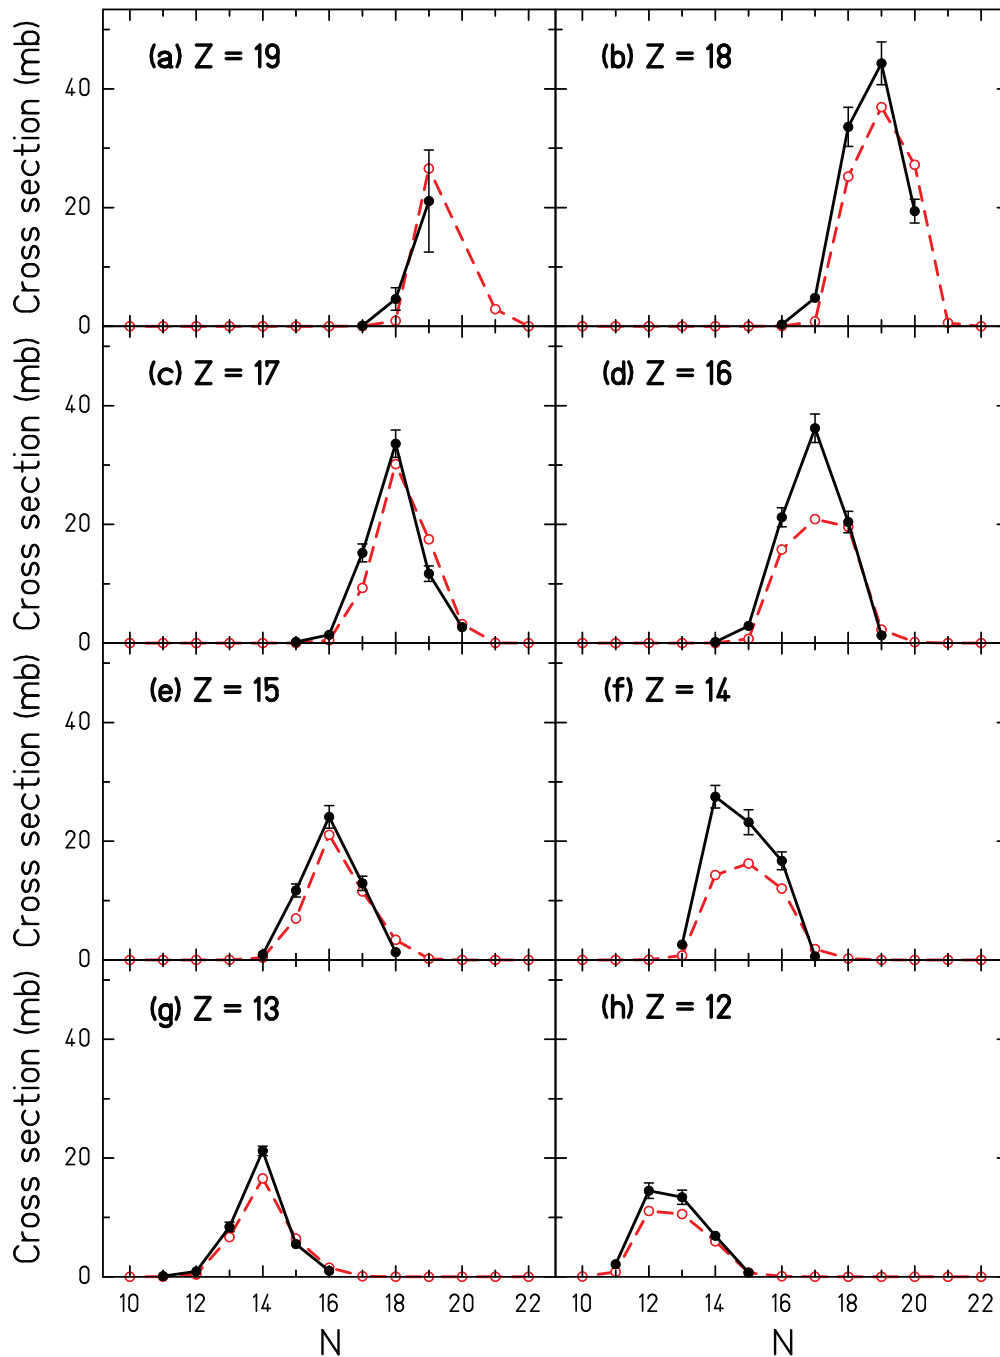 Cross section (mb)
40
20
0
(a) Z = 19
(b) Z = 18
Cross section (mb)
40
20
0
(c) Z = 17
(d) Z = 16
Cross section (mb)
40
20
0
(e) Z = 15
(f) Z = 14
Cross section (mb)
40
20
0
(g) Z = 13
(h) Z = 12
10 12 14 16 18 20 22
10 12 14 16 18 20 22
N
N